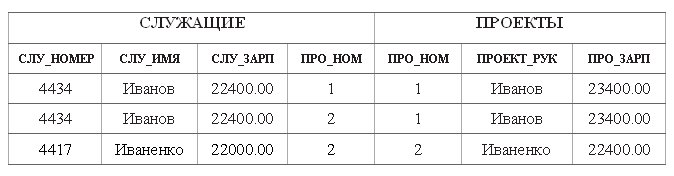 СЛУЖАЩИЕ ПРОЕКТЫ
СЛУ_НОМЕР СЛУ_ИМЯ СЛУ_ЗАРП ПРО_НОМ ПРО_НОМ ПРОЕКТ_РУК ПРО_ЗАРП
4434 Иванов 22400.00 1 1 Иванов 23400.00
4434 Иванов 22400.00 2 1 Иванов 23400.00
4417 Иваненко 22000.00 2 2 Иваненко 22400.00